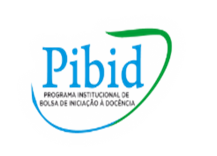 Pibid
PROGRAMA INSTITUCIONAL DE
BOLSA DE INICIAÇÃO À DOCÊNCIA